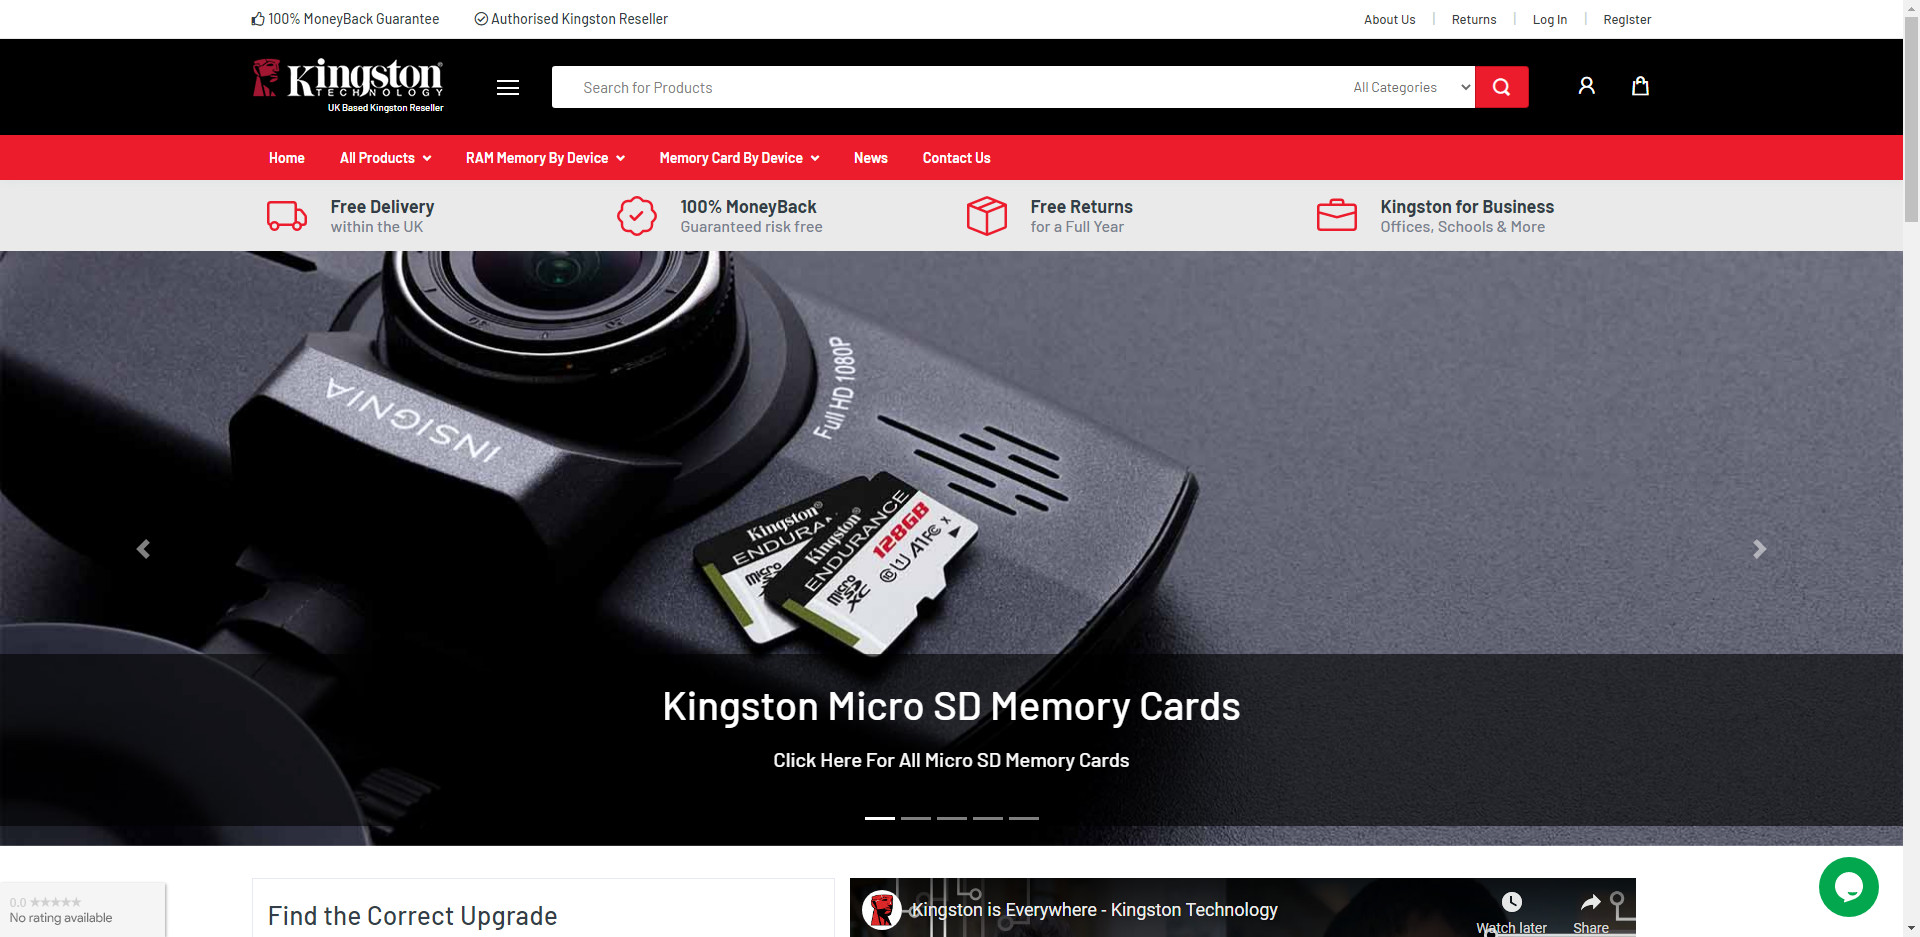 100% MoneyBack Guarantee
Authorised Kingston Reseller
About Us
Returns
Log In
Register
Kingston
TECHNOLOGY
UK Based Kingston Reseller
Search for Products
All Categories
Home
All Products
RAM Memory By Device
Memory Card By Device
News
Contact Us
Free Delivery
within the UK
100% MoneyBack
Guaranteed risk free
Free Returns
for a Full Year
Kingston for Business
Offices, Schools & More
INSIGNIA
Full HD 1080P
Kingston
ENDURA
Micro
Kingston
ENDURANCE
128GB
Micro
SD
XC
U1 A1
Kingston Micro SD Memory Cards
Click Here For All Micro SD Memory Cards
0.0
No rating available
Find the Correct Upgrade
Kingston is Everywhere - Kingston Technology
Watch later
Share